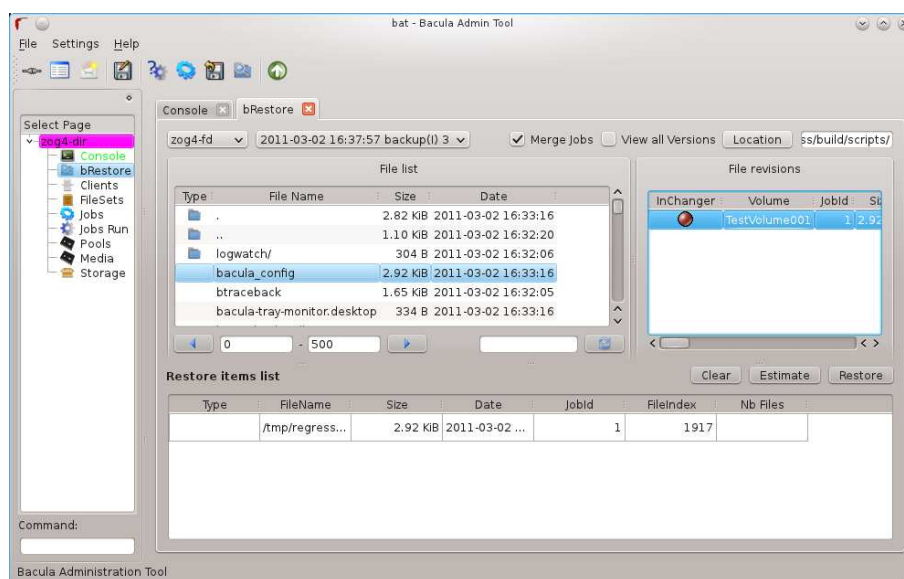 bat - Bacula Admin Tool
File Settings Help
Select Page
zog4-dir
Console
bRestore
Clients
FileSets
Jobs
Jobs Run
Pools
Media
Storage
Command:
Console bRestore
zog4-fd 2011-03-02 16:37:57 backup(I) 3 Merge Jobs View all Versions Location ss/build/scripts/
File list
Type File Name Size Date
. 2.82 KiB 2011-03-02 16:33:16
.. 1.10 KiB 2011-03-02 16:32:20
logwatch/ 304 B 2011-03-02 16:32:06
bacula_config 2.92 KiB 2011-03-02 16:33:16
btraceback 1.65 KiB 2011-03-02 16:32:05
bacula-tray-monitor.desktop 334 B 2011-03-02 16:33:16
0 - 500
File revisions
InChanger Volume JobId Siz
TestVolume001 1 2.92
Restore items list Clear Estimate Restore
Type FileName Size Date JobId FileIndex Nb Files
/tmp/regress... 2.92 KiB 2011-03-02 ... 1 1917
Bacula Administration Tool